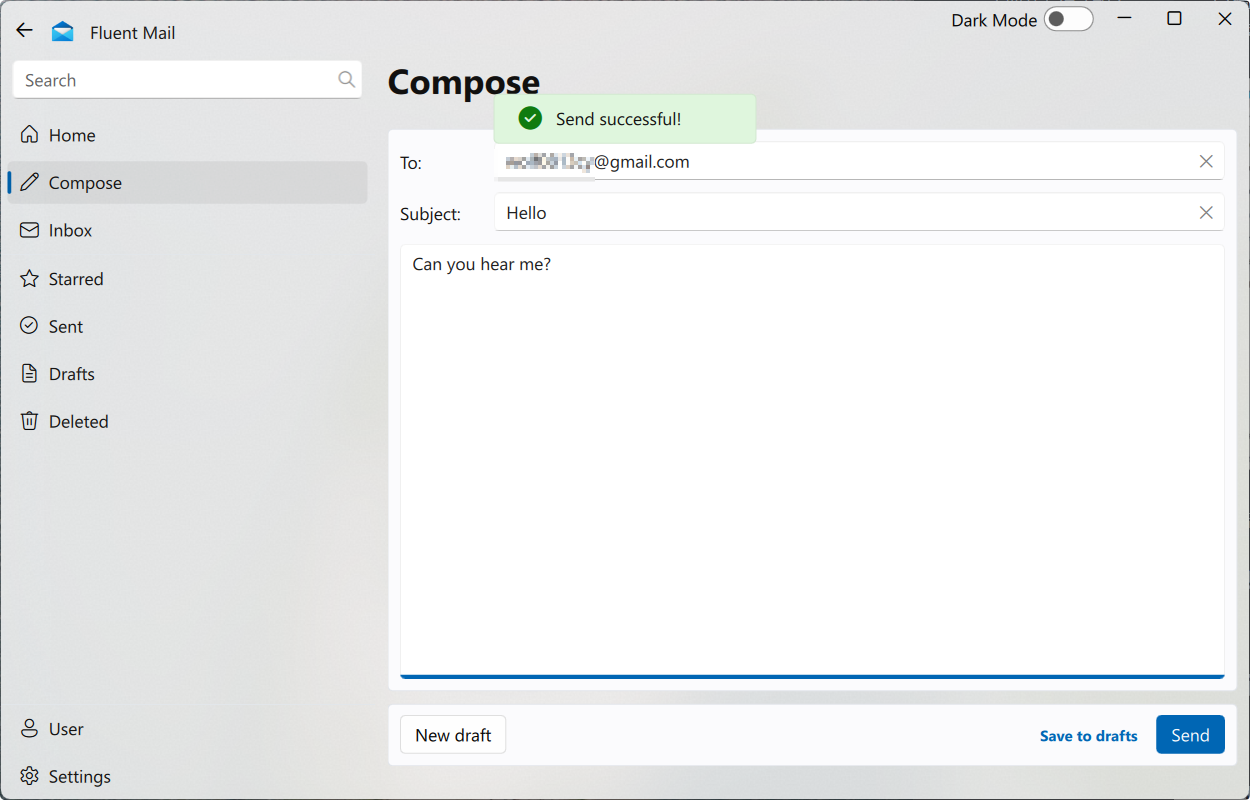 Fluent Mail
Dark Mode
Search
Home
Compose
Inbox
Starred
Sent
Drafts
Deleted
User
Settings
Compose
Send successful!
To:
@gmail.com
Subject:
Hello
Can you hear me?
New draft
Save to drafts
Send